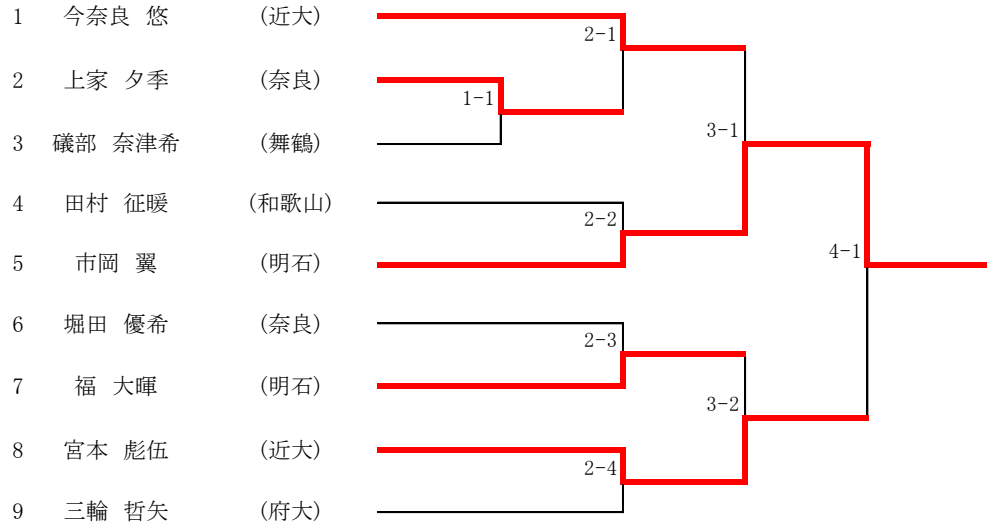 1 今奈良 悠 (近大)
2-1
2 上家 夕季 (奈良)
1-1
3 礒部 奈津希 (舞鶴)
3-1
4 田村 征暖 (和歌山)
2-2
5 市岡 翼 (明石)
4-1
6 堀田 優希 (奈良)
2-3
7 福 大暉 (明石)
3-2
8 宮本 彪伍 (近大)
2-4
9 三輪 哲矢 (府大)